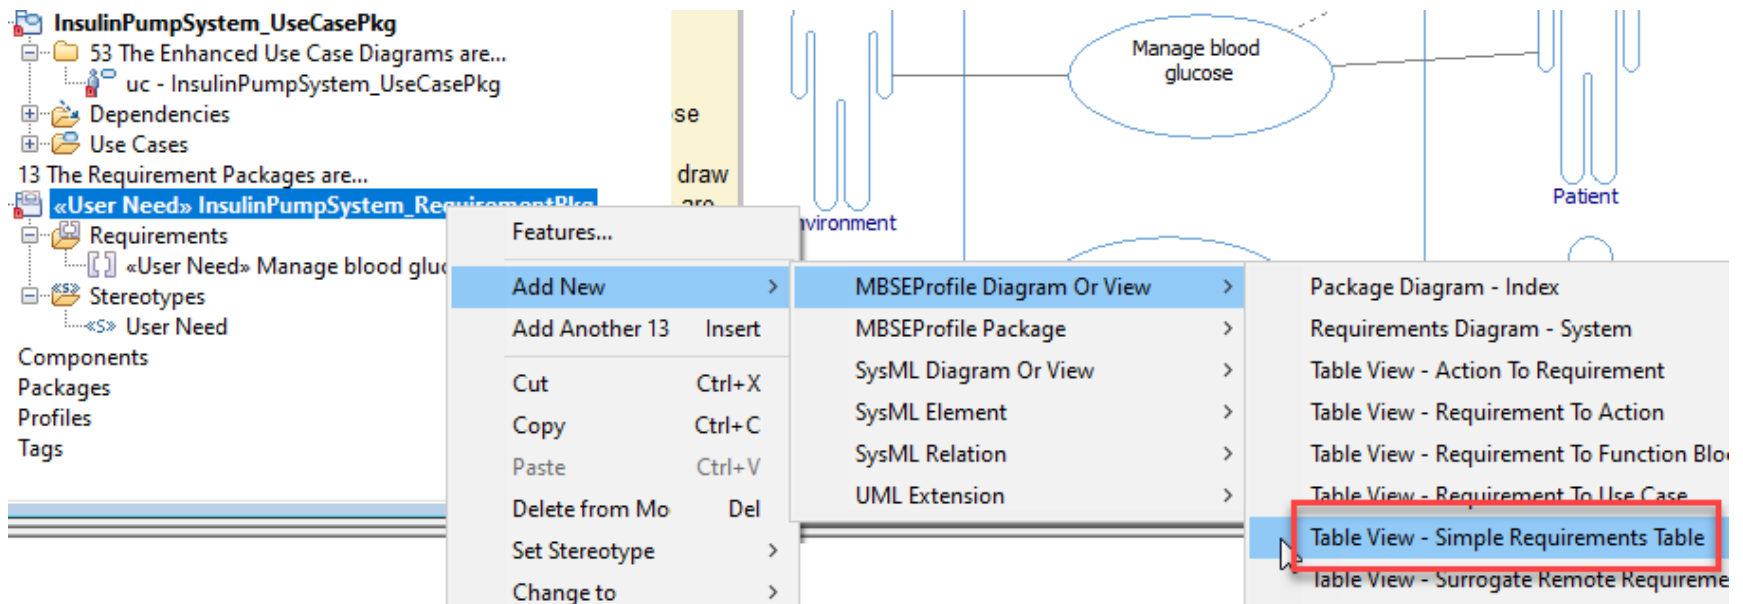 InsulinPumpSystem_UseCasePkg
53 The Enhanced Use Case Diagrams are...
uc - InsulinPumpSystem_UseCasePkg
Dependencies
Use Cases
13 The Requirement Packages are...
«User Need» InsulinPumpSystem_RequirementPkg
Requirements
«User Need» Manage blood gluc
Stereotypes
«S» User Need
Components
Packages
Profiles
Tags
ose
draw
are
Manage blood
glucose
Patient
nvironment
Features...
Add New
Add Another 13 Insert
Cut Ctrl+X
Copy Ctrl+C
Paste Ctrl+V
Delete from Mo Del
Set Stereotype
Change to
MBSEProfile Diagram Or View
MBSEProfile Package
SysML Diagram Or View
SysML Element
SysML Relation
UML Extension
Package Diagram - Index
Requirements Diagram - System
Table View - Action To Requirement
Table View - Requirement To Action
Table View - Requirement To Function Blo
Table View - Requirement To Use Case
Table View - Simple Requirements Table
Table View - Surrogate Remote Requireme